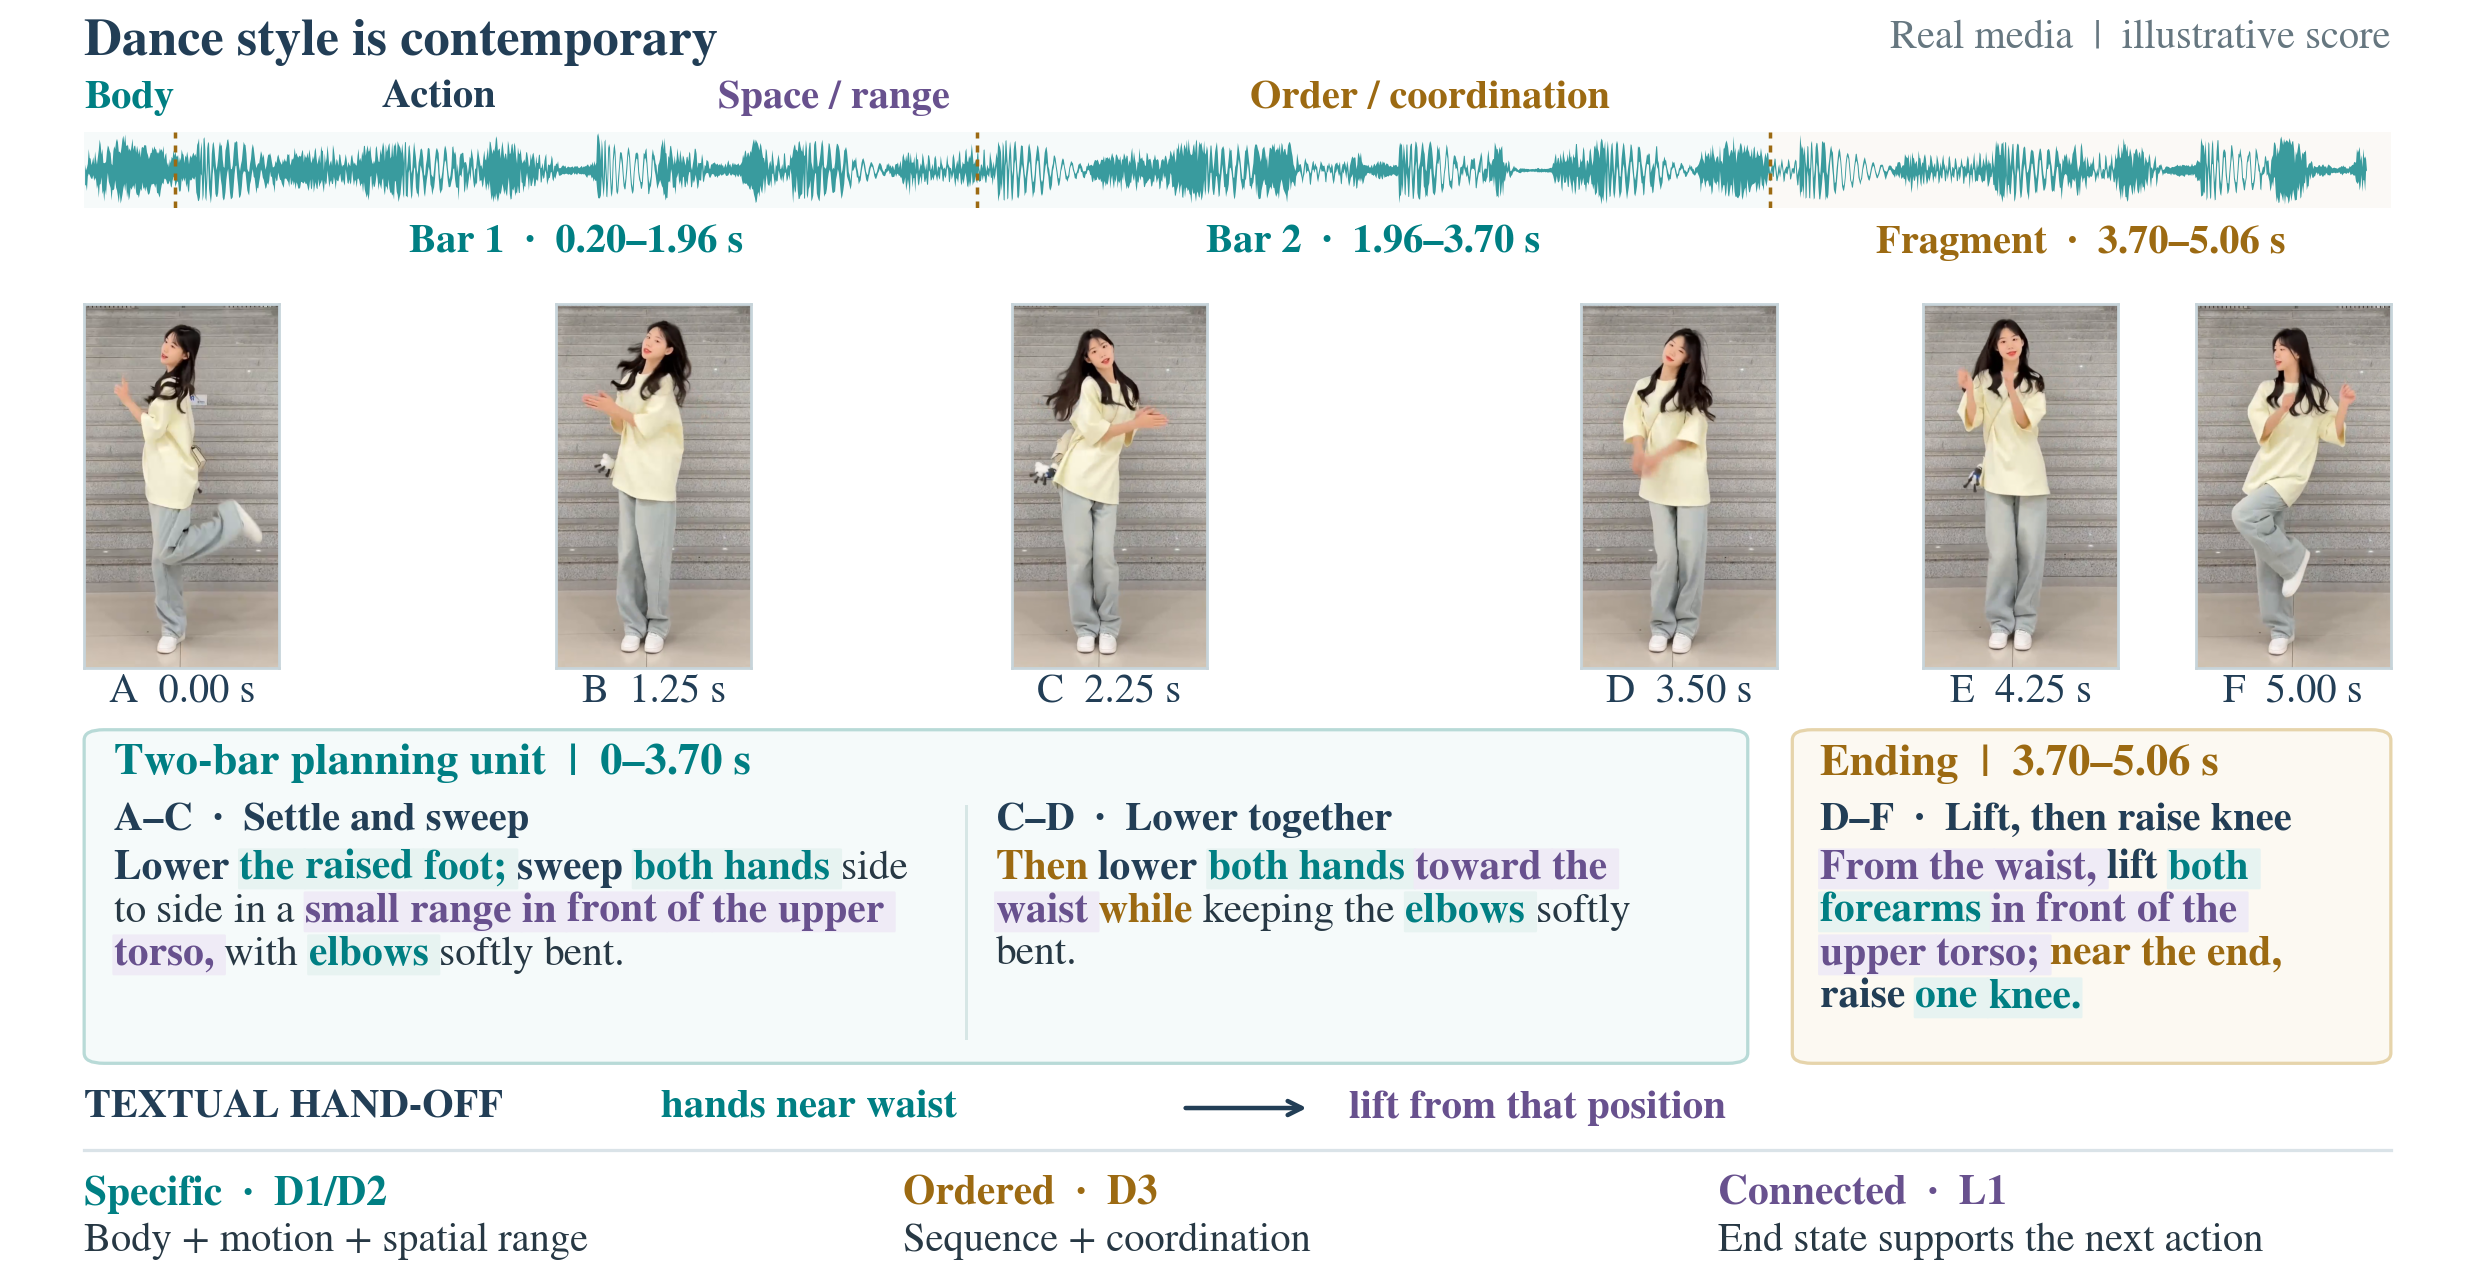 Dance style is contemporary
Real media | illustrative score
Body Action Space / range Order / coordination
Bar 1 · 0.20–1.96 s
Bar 2 · 1.96–3.70 s
Fragment · 3.70–5.06 s
A 0.00 s
B 1.25 s
C 2.25 s
D 3.50 s
E 4.25 s
F 5.00 s
Two-bar planning unit | 0–3.70 s
A–C · Settle and sweep
Lower the raised foot; sweep both hands side
to side in a small range in front of the upper
torso, with elbows softly bent.
C–D · Lower together
Then lower both hands toward the
waist while keeping the elbows softly
bent.
Ending | 3.70–5.06 s
D–F · Lift, then raise knee
From the waist, lift both
forearms in front of the
upper torso; near the end,
raise one knee.
TEXTUAL HAND-OFF hands near waist → lift from that position
Specific · D1/D2
Body + motion + spatial range
Ordered · D3
Sequence + coordination
Connected · L1
End state supports the next action